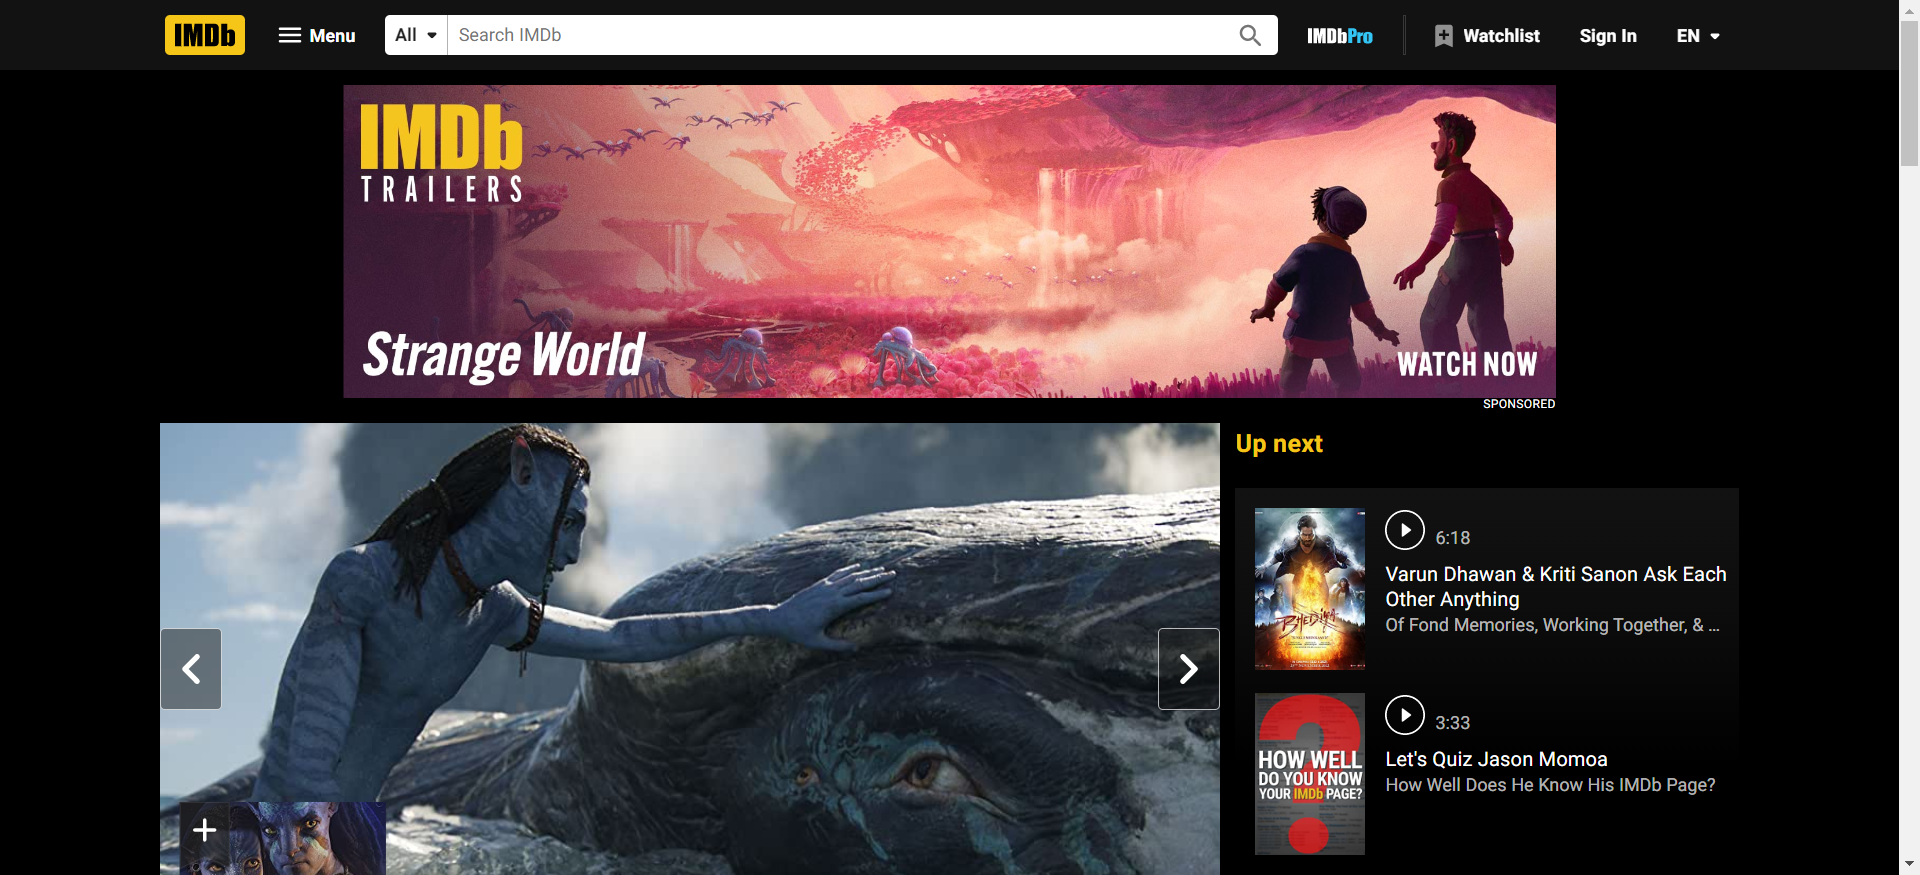 IMDb
Menu
All
Search IMDb
IMDbPro
Watchlist
Sign In
EN
IMDb
TRAILERS
Strange World
WATCH NOW
SPONSORED
Up next
6:18
Varun Dhawan & Kriti Sanon Ask Each
Other Anything
Of Fond Memories, Working Together, & ...
BHEDIYA
3:33
Let's Quiz Jason Momoa
How Well Does He Know His IMDb Page?
HOW WELL
DO YOU KNOW
YOUR IMDb PAGE?